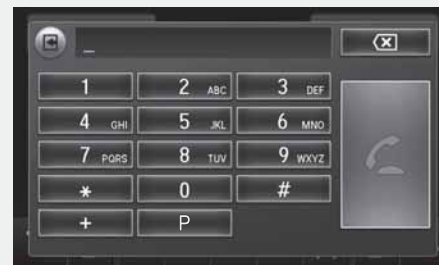 _
1 2 ABC 3 DEF
4 GHI 5 JKL 6 MNO
7 PQRS 8 TUV 9 WXYZ
* 0 #
+ P